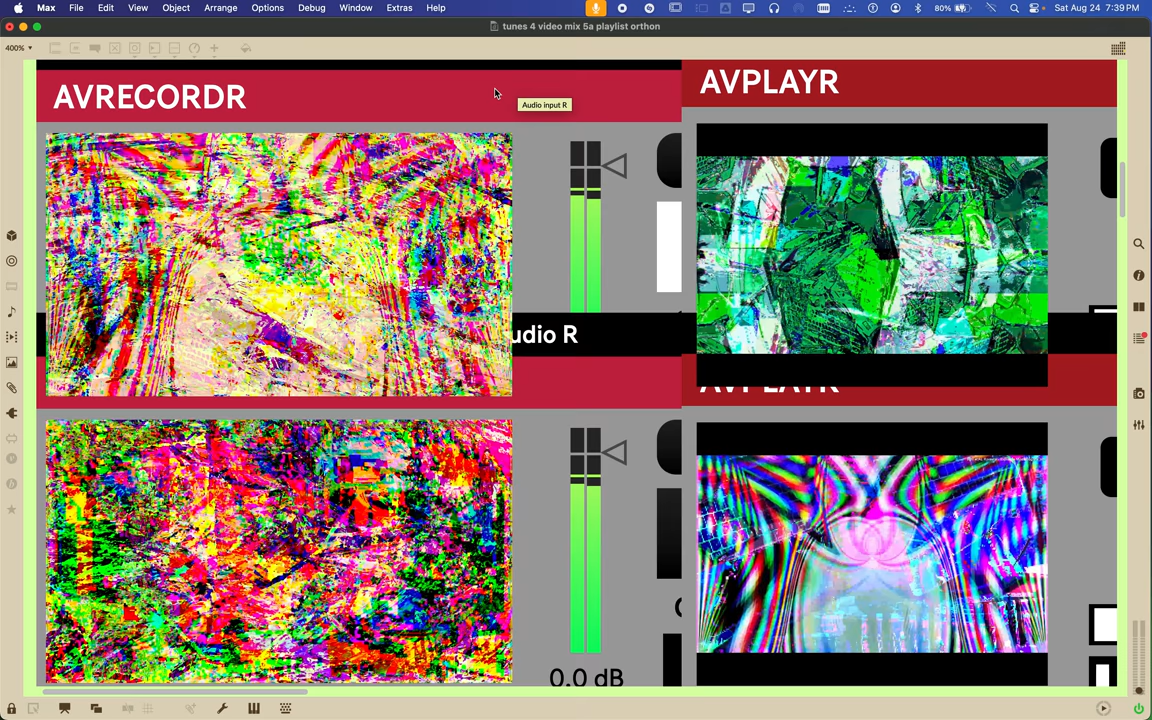 Max File Edit View Object Arrange Options Debug Window Extras Help 80% Sat Aug 24 7:39 PM
tunes 4 video mix 5a playlist orthon
400%
AVRECORDR
AVPLAYR
Audio input R
udio R
AVPLAYR
0.0 dB